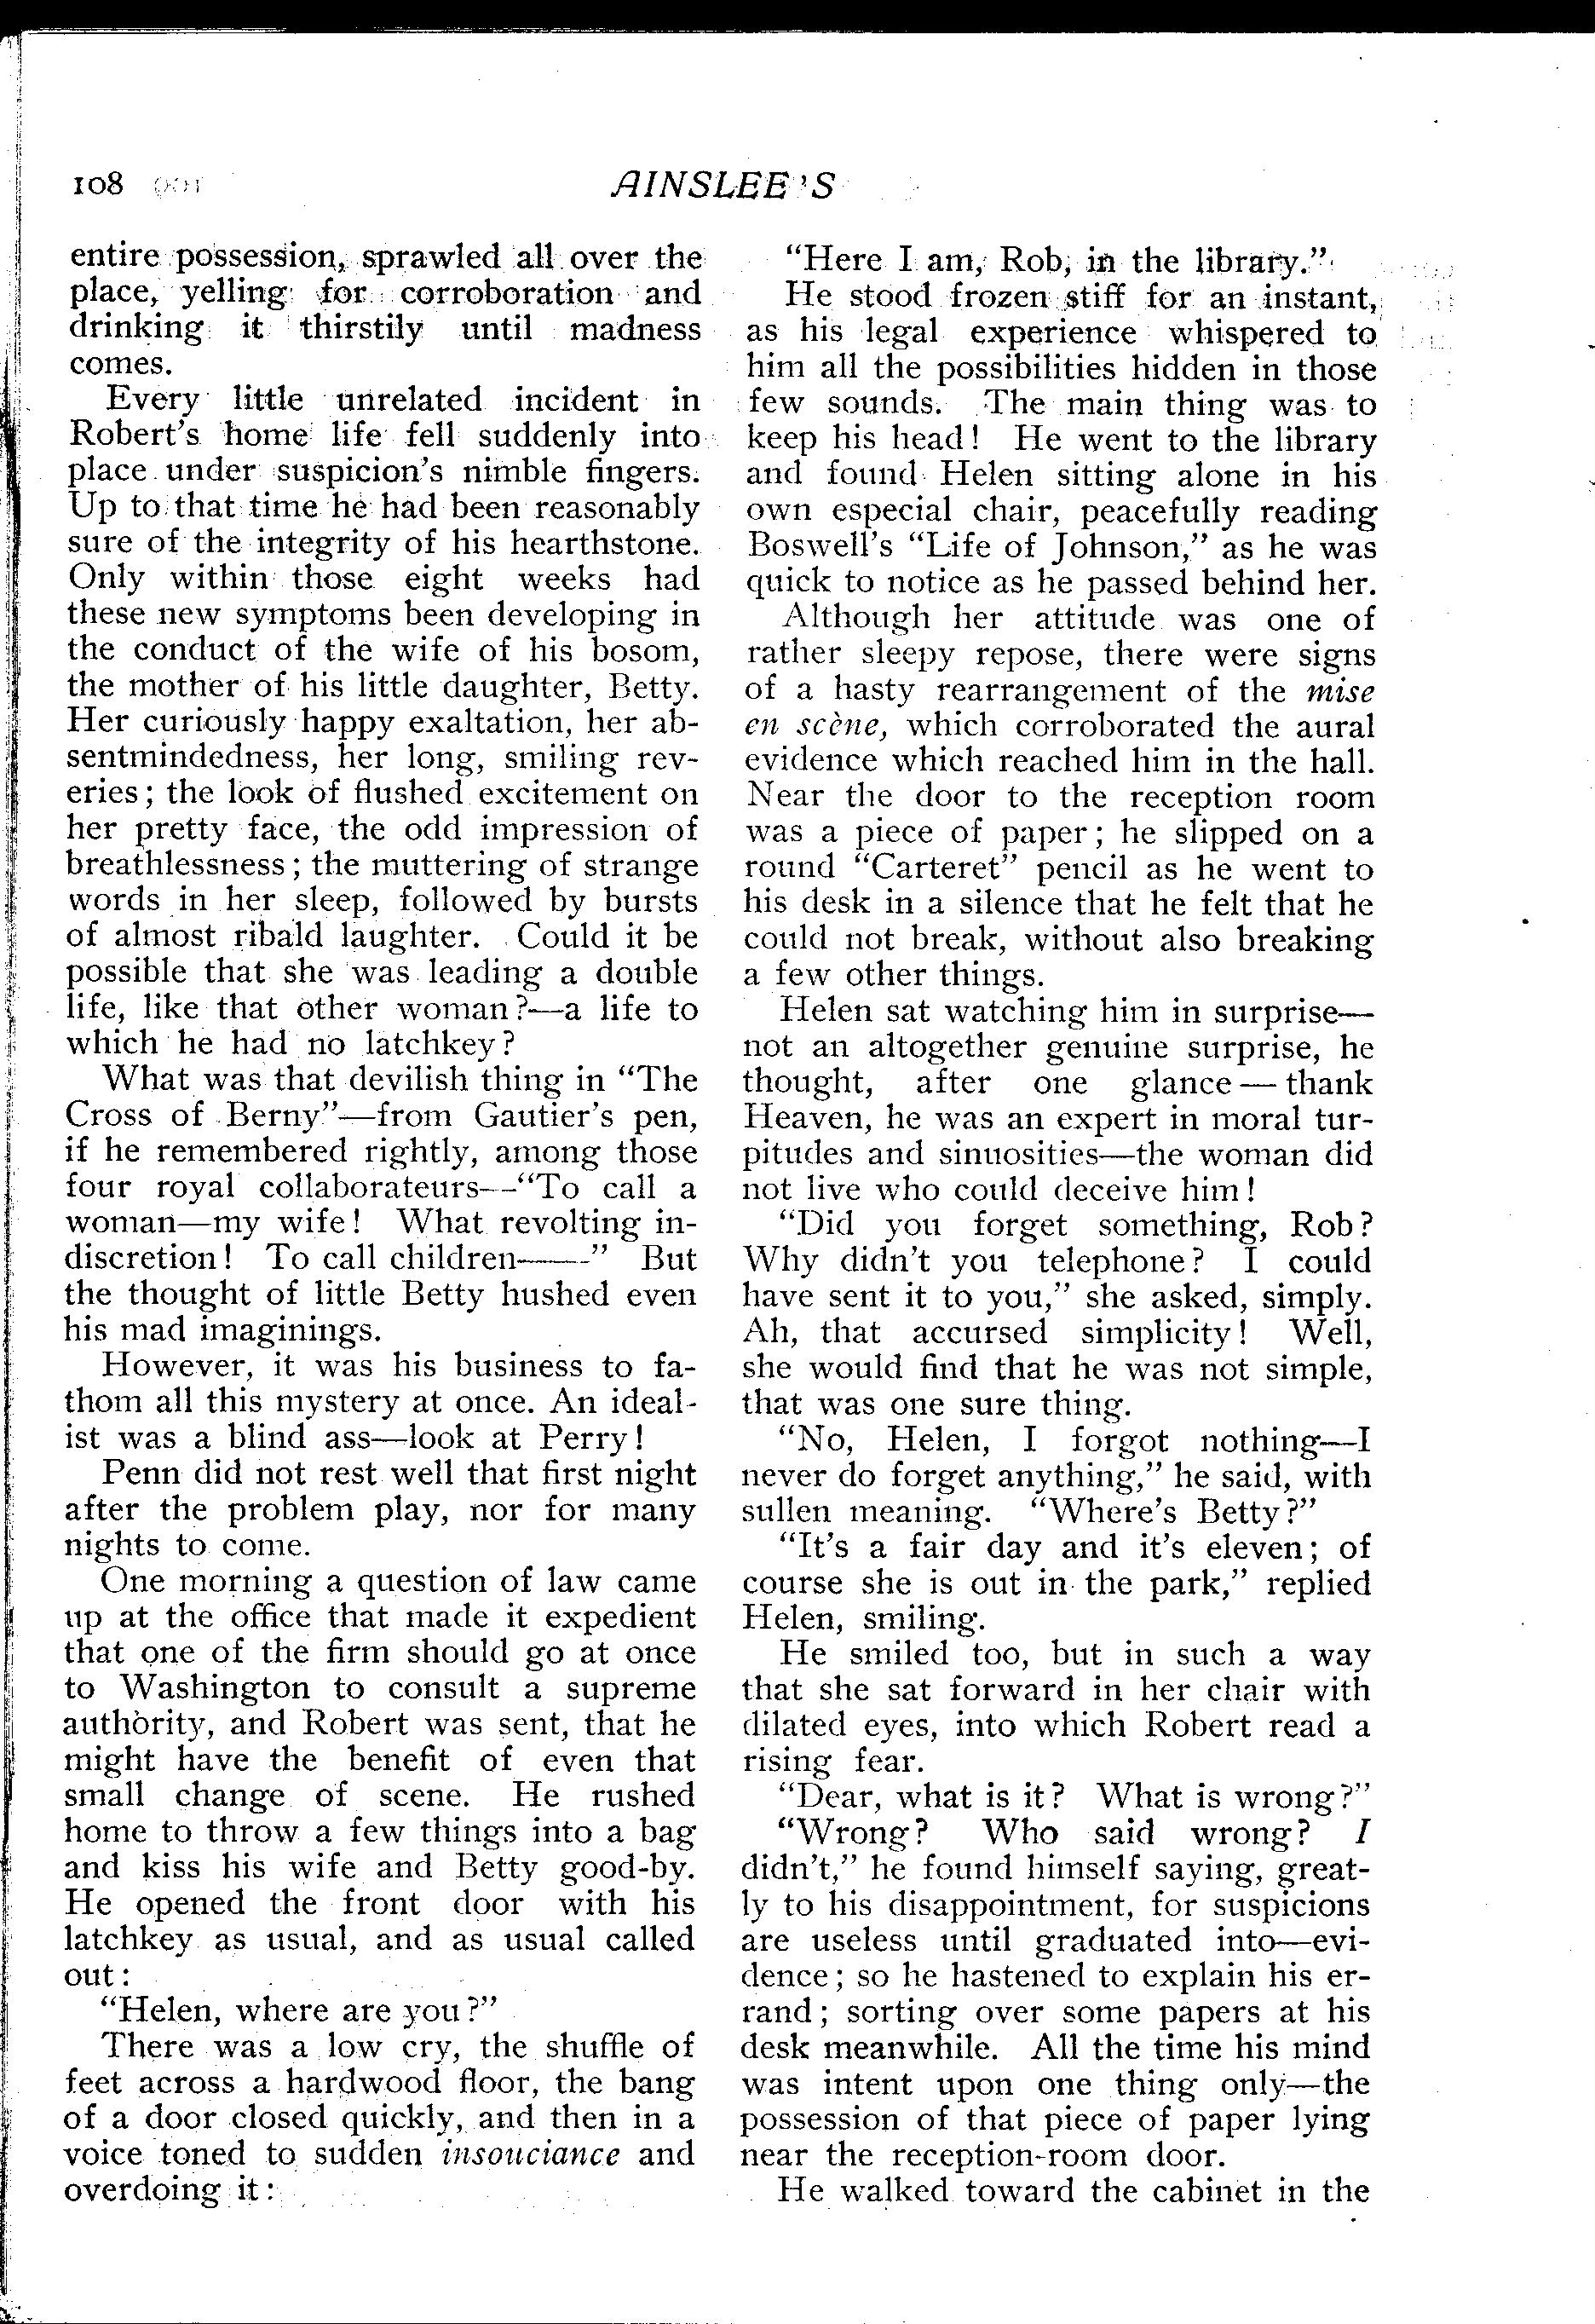 108
AINSLEE'S
entire possession, sprawled all over the
place, yelling for corroboration and
drinking it thirstily until madness
comes.
Every little unrelated incident in
Robert's home life fell suddenly into
place under suspicion's nimble fingers.
Up to that time he had been reasonably
sure of the integrity of his hearthstone.
Only within those eight weeks had
these new symptoms been developing in
the conduct of the wife of his bosom,
the mother of his little daughter, Betty.
Her curiously happy exaltation, her ab-
sentmindedness, her long, smiling rev-
eries; the look of flushed excitement on
her pretty face, the odd impression of
breathlessness; the muttering of strange
words in her sleep, followed by bursts
of almost ribald laughter. Could it be
possible that she was leading a double
life, like that other woman?—a life to
which he had no latchkey?
What was that devilish thing in "The
Cross of Berny"—from Gautier's pen,
if he remembered rightly, among those
four royal collaborateurs—"To call a
woman—my wife! What revolting in-
discretion! To call children——" But
the thought of little Betty hushed even
his mad imaginings.
However, it was his business to fa-
thom all this mystery at once. An ideal-
ist was a blind ass—look at Perry!
Penn did not rest well that first night
after the problem play, nor for many
nights to come.
One morning a question of law came
up at the office that made it expedient
that one of the firm should go at once
to Washington to consult a supreme
authority, and Robert was sent, that he
might have the benefit of even that
small change of scene. He rushed
home to throw a few things into a bag
and kiss his wife and Betty good-by.
He opened the front door with his
latchkey as usual, and as usual called
out:
"Helen, where are you?"
There was a low cry, the shuffle of
feet across a hardwood floor, the bang
of a door closed quickly, and then in a
voice toned to sudden insouciance and
overdoing it:
"Here I am, Rob, in the library."
He stood frozen stiff for an instant,
as his legal experience whispered to
him all the possibilities hidden in those
few sounds. The main thing was to
keep his head! He went to the library
and found Helen sitting alone in his
own especial chair, peacefully reading
Boswell's "Life of Johnson," as he was
quick to notice as he passed behind her.
Although her attitude was one of
rather sleepy repose, there were signs
of a hasty rearrangement of the mise
en scène, which corroborated the aural
evidence which reached him in the hall.
Near the door to the reception room
was a piece of paper; he slipped on a
round "Carteret" pencil as he went to
his desk in a silence that he felt that he
could not break, without also breaking
a few other things.
Helen sat watching him in surprise—
not an altogether genuine surprise, he
thought, after one glance—thank
Heaven, he was an expert in moral tur-
pitudes and sinuosities—the woman did
not live who could deceive him!
"Did you forget something, Rob?
Why didn't you telephone? I could
have sent it to you," she asked, simply.
Ah, that accursed simplicity! Well,
she would find that he was not simple,
that was one sure thing.
"No, Helen, I forgot nothing—I
never do forget anything," he said, with
sullen meaning. "Where's Betty?"
"It's a fair day and it's eleven; of
course she is out in the park," replied
Helen, smiling.
He smiled too, but in such a way
that she sat forward in her chair with
dilated eyes, into which Robert read a
rising fear.
"Dear, what is it? What is wrong?"
"Wrong? Who said wrong? I
didn't," he found himself saying, great-
ly to his disappointment, for suspicions
are useless until graduated into—evi-
dence; so he hastened to explain his er-
rand; sorting over some papers at his
desk meanwhile. All the time his mind
was intent upon one thing only—the
possession of that piece of paper lying
near the reception-room door.
He walked toward the cabinet in the